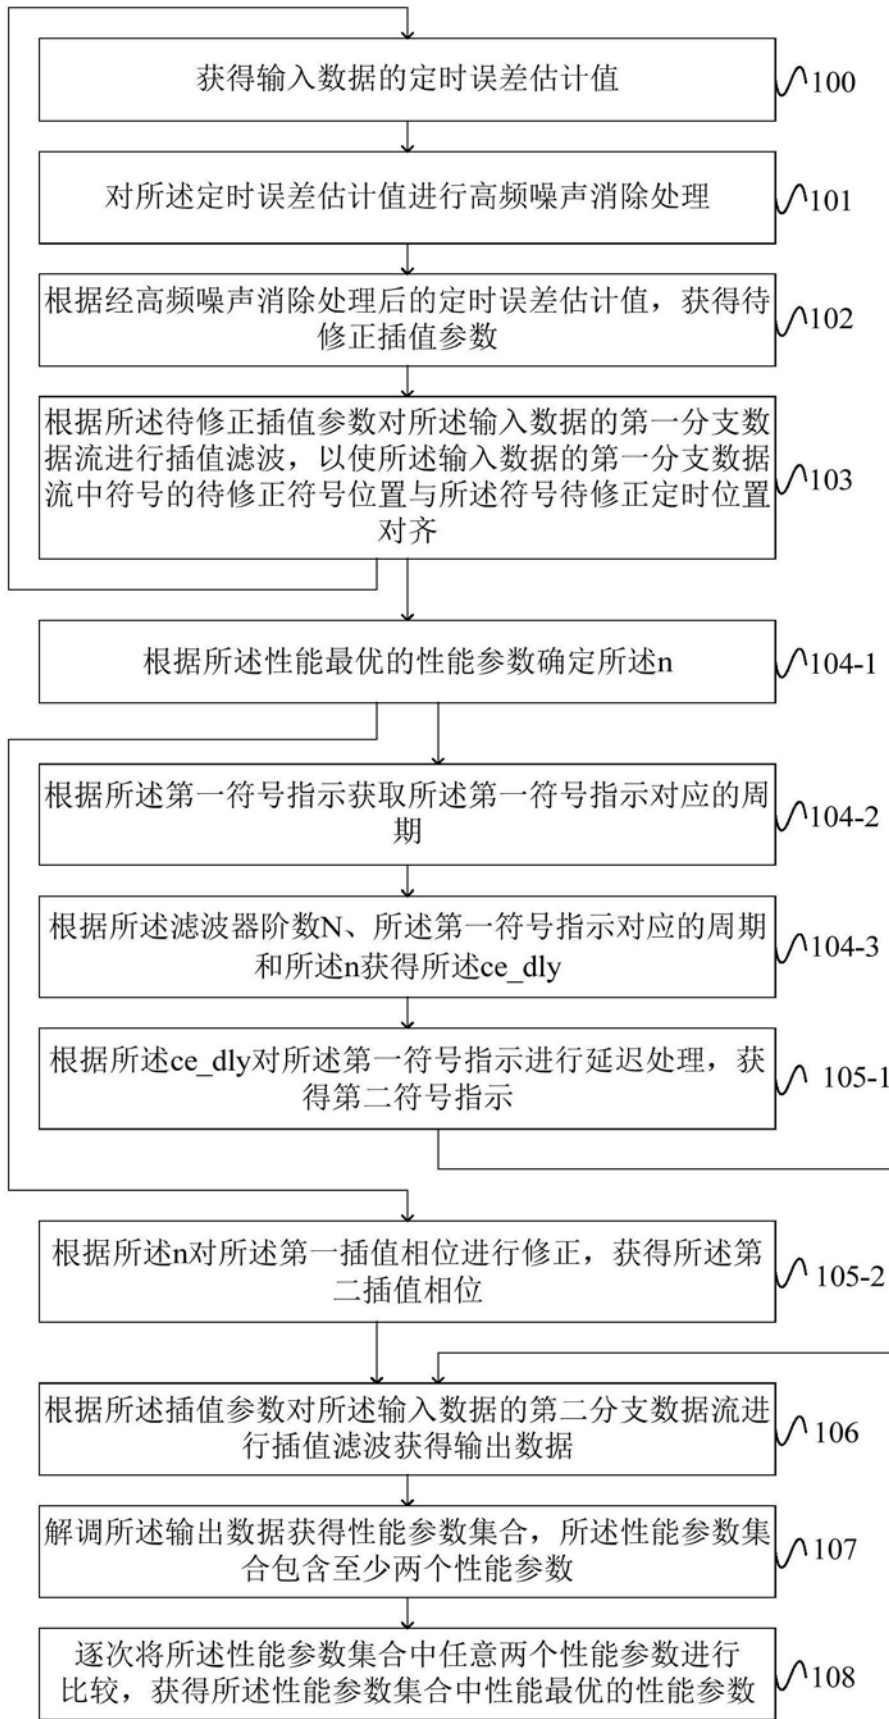 获得输入数据的定时误差估计值
100
对所述定时误差估计值进行高频噪声消除处理
101
根据经高频噪声消除处理后的定时误差估计值，获得待
修正插值参数
102
根据所述待修正插值参数对所述输入数据的第一分支数
据流进行插值滤波，以使所述输入数据的第一分支数据
流中符号的待修正符号位置与所述符号待修正定时位置
对齐
103
根据所述性能最优的性能参数确定所述n
104-1
根据所述第一符号指示获取所述第一符号指示对应的周
期
104-2
根据所述滤波器阶数N、所述第一符号指示对应的周期
和所述n获得所述ce_dly
104-3
根据所述ce_dly对所述第一符号指示进行延迟处理，获
得第二符号指示
105-1
根据所述n对所述第一插值相位进行修正，获得所述第
二插值相位
105-2
根据所述插值参数对所述输入数据的第二分支数据流进
行插值滤波获得输出数据
106
解调所述输出数据获得性能参数集合，所述性能参数集
合包含至少两个性能参数
107
逐次将所述性能参数集合中任意两个性能参数进行
比较，获得所述性能参数集合中性能最优的性能参数
108